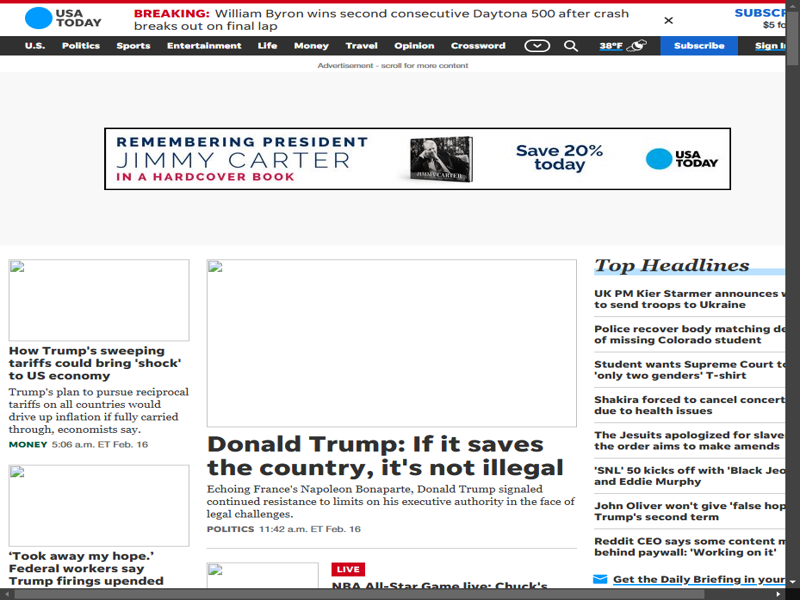 USA
TODAY
BREAKING: William Byron wins second consecutive Daytona 500 after crash
breaks out on final lap
$5
U.S. Politics Sports Entertainment Life Money Travel Opinion Crossword 38°F Subscribe Sign
Advertisement - scroll for more content
REMEMBERING PRESIDENT
JIMMY CARTER
IN A HARDCOVER BOOK
JIMMY CARTER
Save 20%
today
USA
TODAY
How Trump's sweeping
tariffs could bring 'shock'
to US economy
Trump's plan to pursue reciprocal
tariffs on all countries would
drive up inflation if fully carried
through, economists say.
MONEY 5:06 a.m. ET Feb. 16
‘Took away my hope.’
Federal workers say
Trump firings upended
Donald Trump: If it saves
the country, it's not illegal
Echoing France's Napoleon Bonaparte, Donald Trump signaled
continued resistance to limits on his executive authority in the face of
legal challenges.
POLITICS 11:42 a.m. ET Feb. 16
LIVE
NBA All-Star Game live: Chuck's
Top Headlines
UK PM Kier Starmer announces
to send troops to Ukraine
Police recover body matching
of missing Colorado student
Student wants Supreme Court
'only two genders' T-shirt
Shakira forced to cancel concert
due to health issues
The Jesuits apologized for
the order aims to make amends
'SNL' 50 kicks off with 'Black
and Eddie Murphy
John Oliver won't give 'false
Trump's second term
Reddit CEO says some content
behind paywall: 'Working on it'
Get the Daily Briefing in your